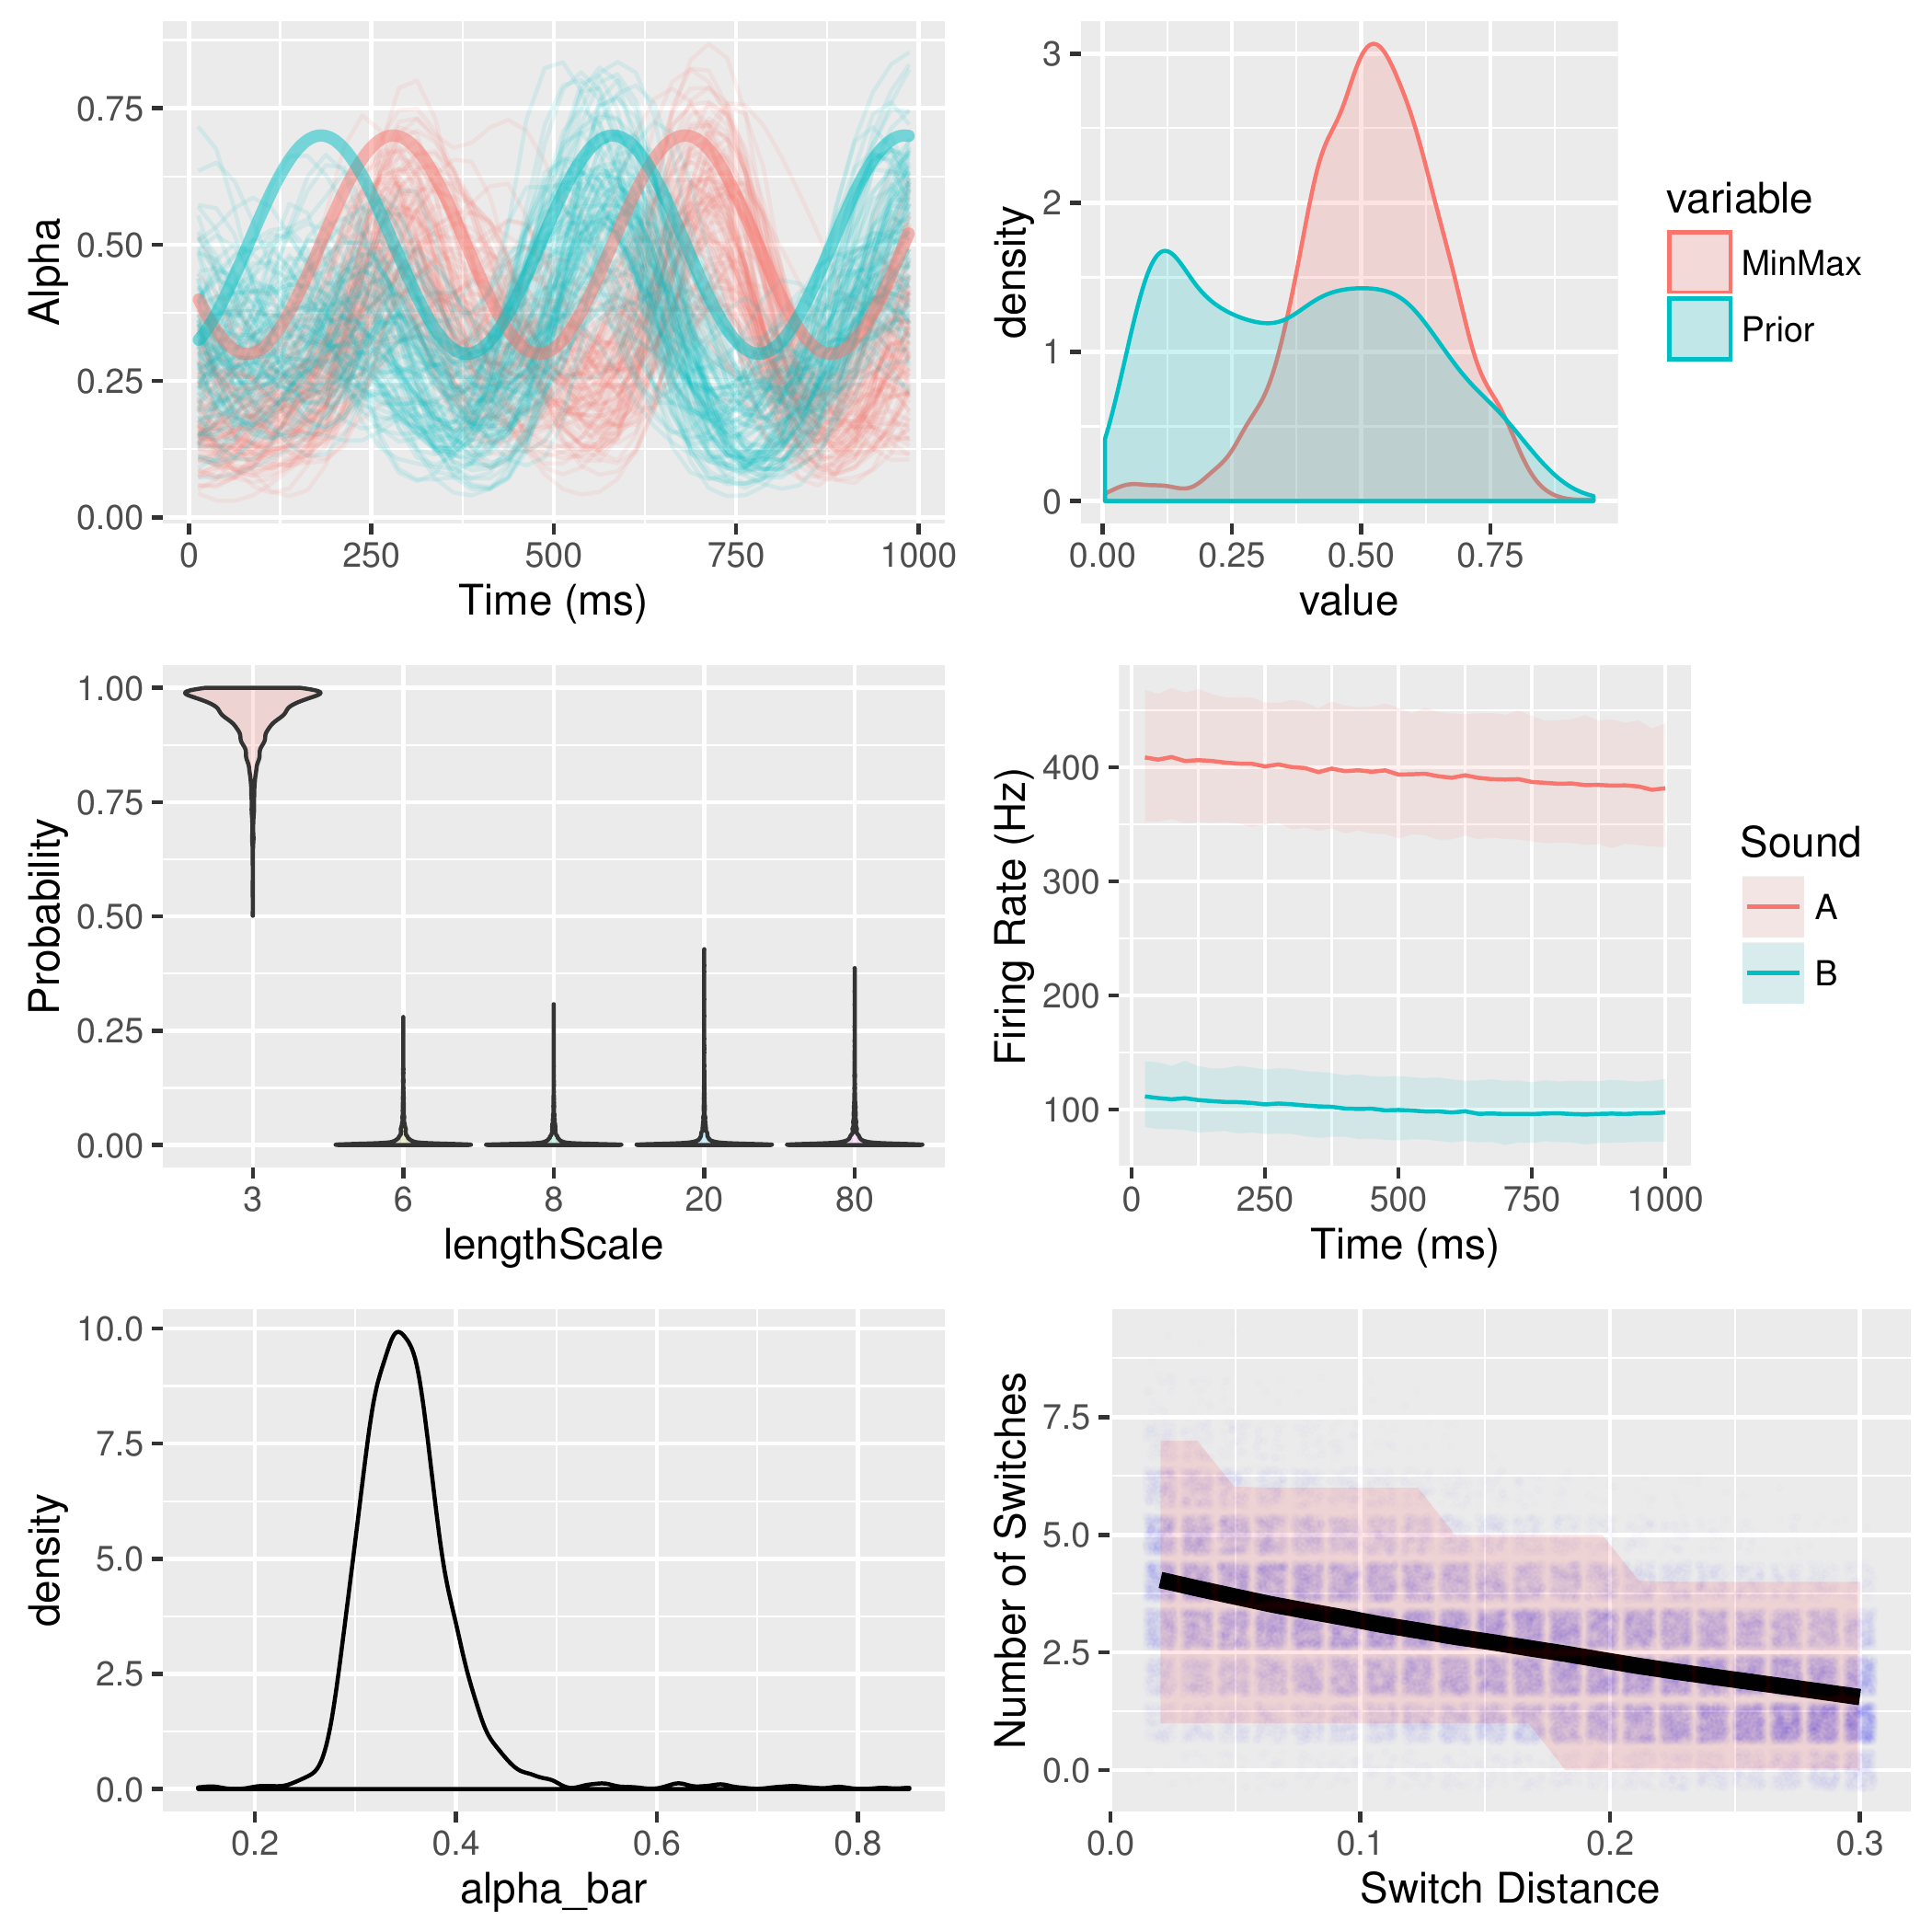 0.75
0.50
0.25
0.00
Alpha
0 250 500 750 1000
Time (ms)
3
2
1
0
density
0.00 0.25 0.50 0.75
value
variable
MinMax
Prior
1.00
0.75
0.50
0.25
0.00
Probability
3 6 8 20 80
lengthScale
400
300
200
100
Firing Rate (Hz)
0 250 500 750 1000
Time (ms)
Sound
A
B
10.0
7.5
5.0
2.5
0.0
density
0.2 0.4 0.6 0.8
alpha_bar
7.5
5.0
2.5
0.0
Number of Switches
0.0 0.1 0.2 0.3
Switch Distance